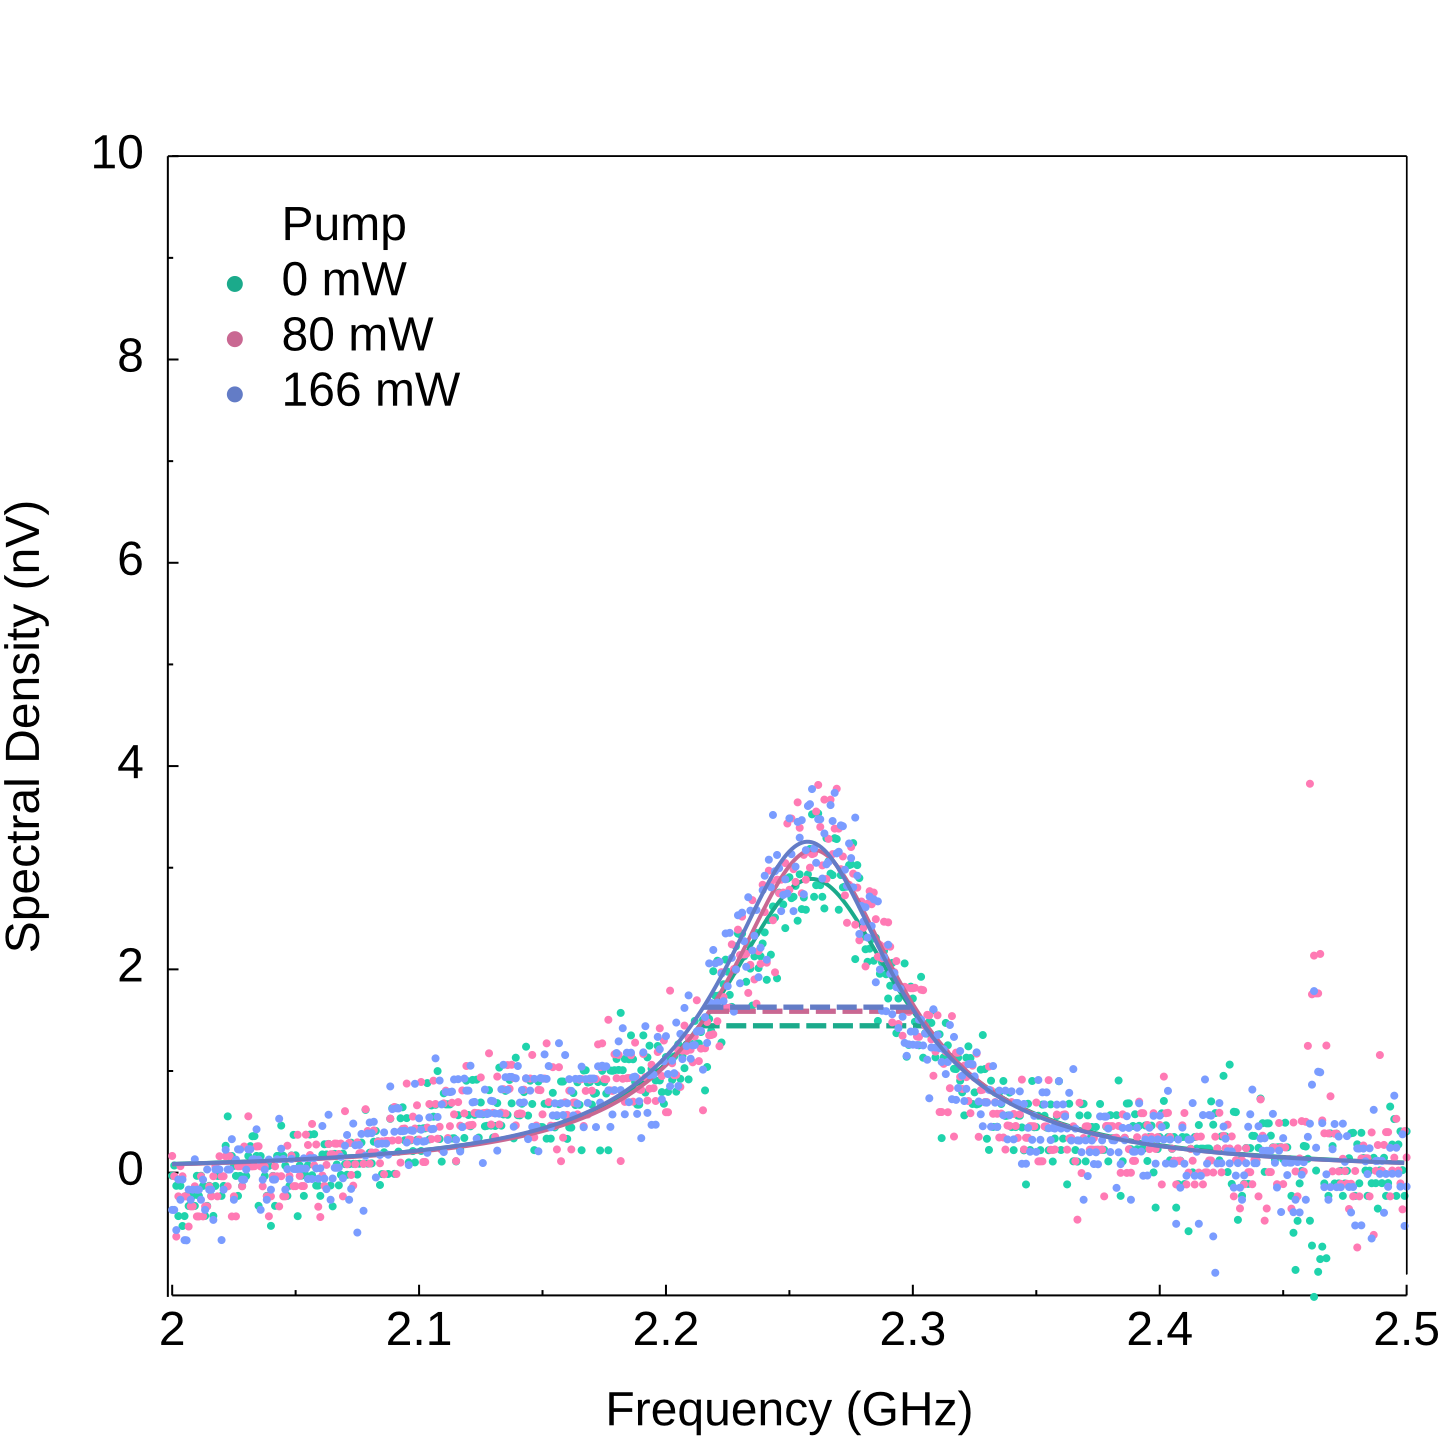 10
8
6
4
2
0
Spectral Density (nV)
Pump
0 mW
80 mW
166 mW
2 2.1 2.2 2.3 2.4 2.5
Frequency (GHz)